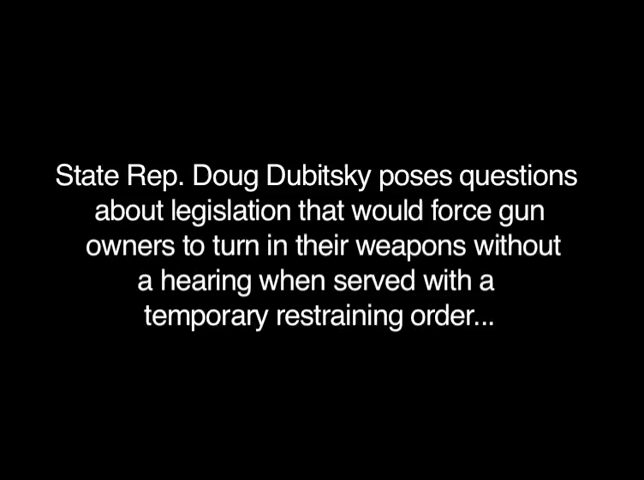 State Rep. Doug Dubitsky poses questions
about legislation that would force gun
owners to turn in their weapons without
a hearing when served with a
temporary restraining order...